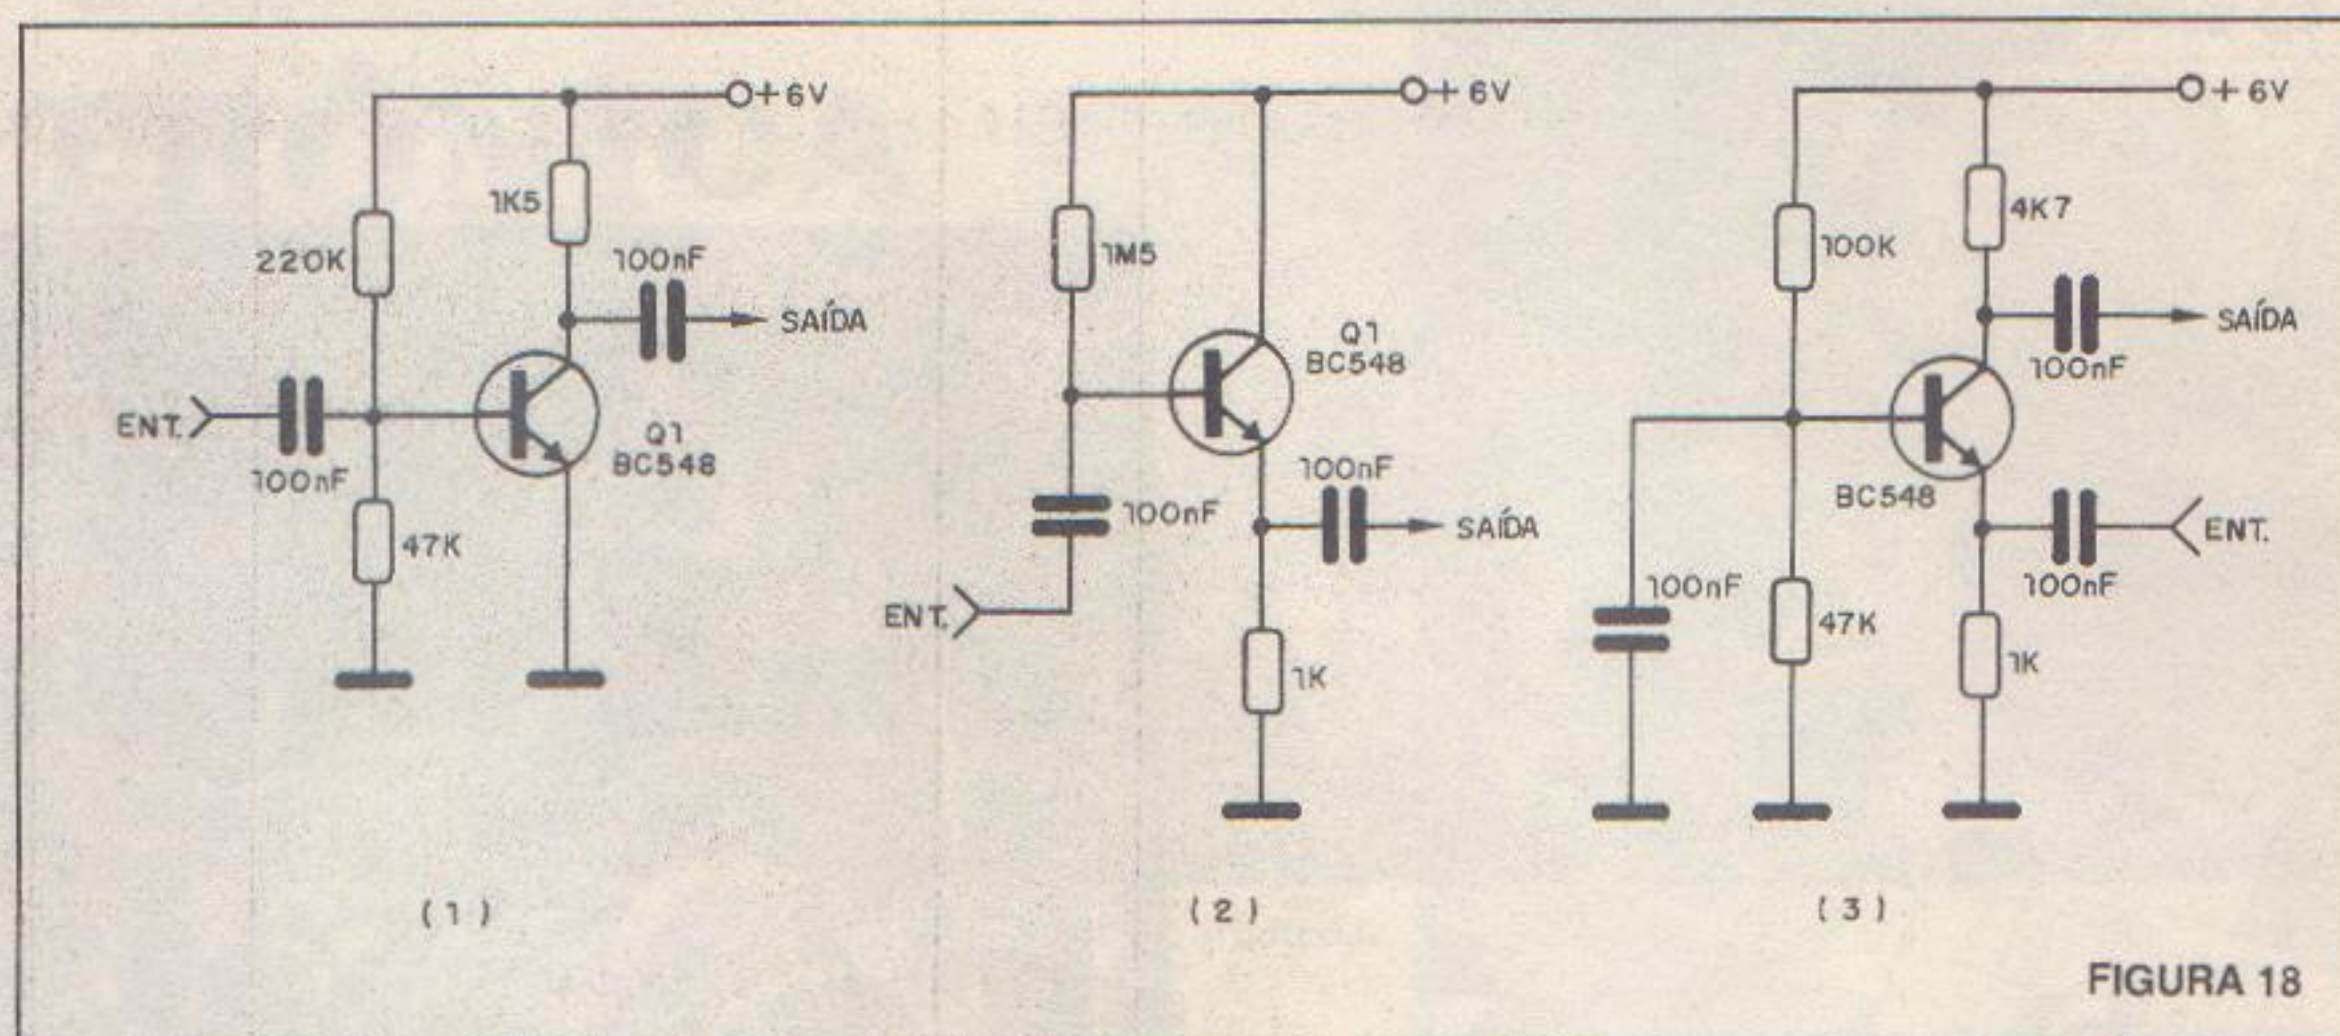 +6V
1K5
220K
100nF
SAÍDA
ENT.
100nF
Q1
BC548
47K
(1)
+6V
1M5
Q1
BC548
100nF
100nF
SAÍDA
ENT.
1K
(2)
+6V
4K7
100K
SAÍDA
100nF
BC548
ENT.
100nF
100nF
47K
1K
(3)
FIGURA 18